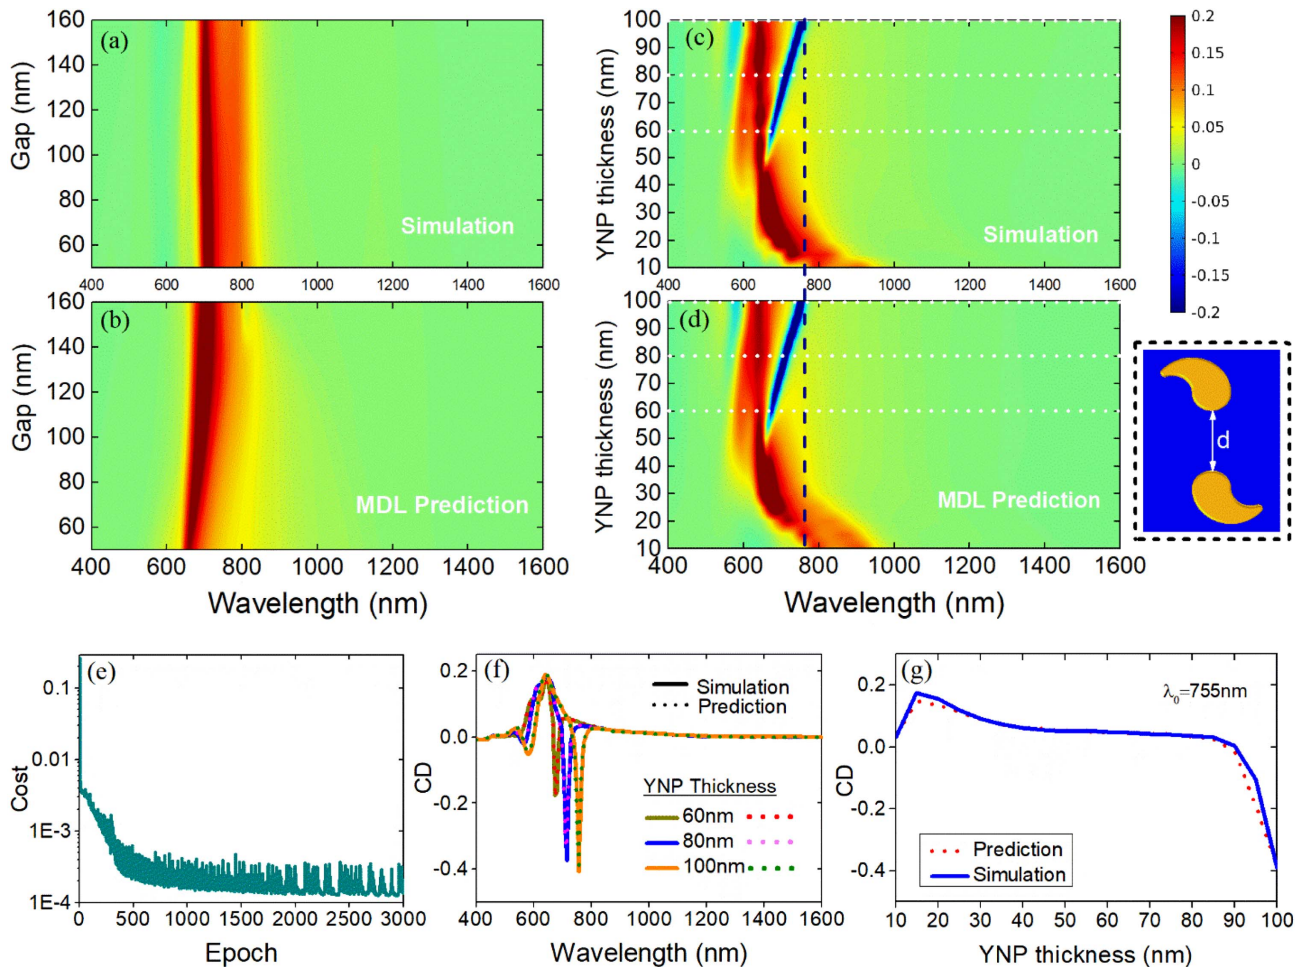 (a)
Simulation
Gap (nm)
160
140
120
100
80
60
400 600 800 1000 1200 1400 1600
(b)
MDL Prediction
Gap (nm)
160
140
120
100
80
60
400 600 800 1000 1200 1400 1600
Wavelength (nm)
(c)
Simulation
YNP thickness (nm)
100
90
80
70
60
50
40
30
20
10
400 600 800 1000 1200 1400 1600
(d)
MDL Prediction
YNP thickness (nm)
100
90
80
70
60
50
40
30
20
10
400 600 800 1000 1200 1400 1600
Wavelength (nm)
0.2
0.15
0.1
0.05
0
-0.05
-0.1
-0.15
-0.2
d
(e)
Cost
0.1
0.01
1E-3
1E-4
0 500 1000 1500 2000 2500 3000
Epoch
(f)
Simulation
Prediction
YNP Thickness
60nm
80nm
100nm
CD
0.2
0.0
-0.2
-0.4
400 600 800 1000 1200 1400 1600
Wavelength (nm)
(g)
λ0=755nm
Prediction
Simulation
CD
0.2
0.0
-0.2
-0.4
10 20 30 40 50 60 70 80 90 100
YNP thickness (nm)